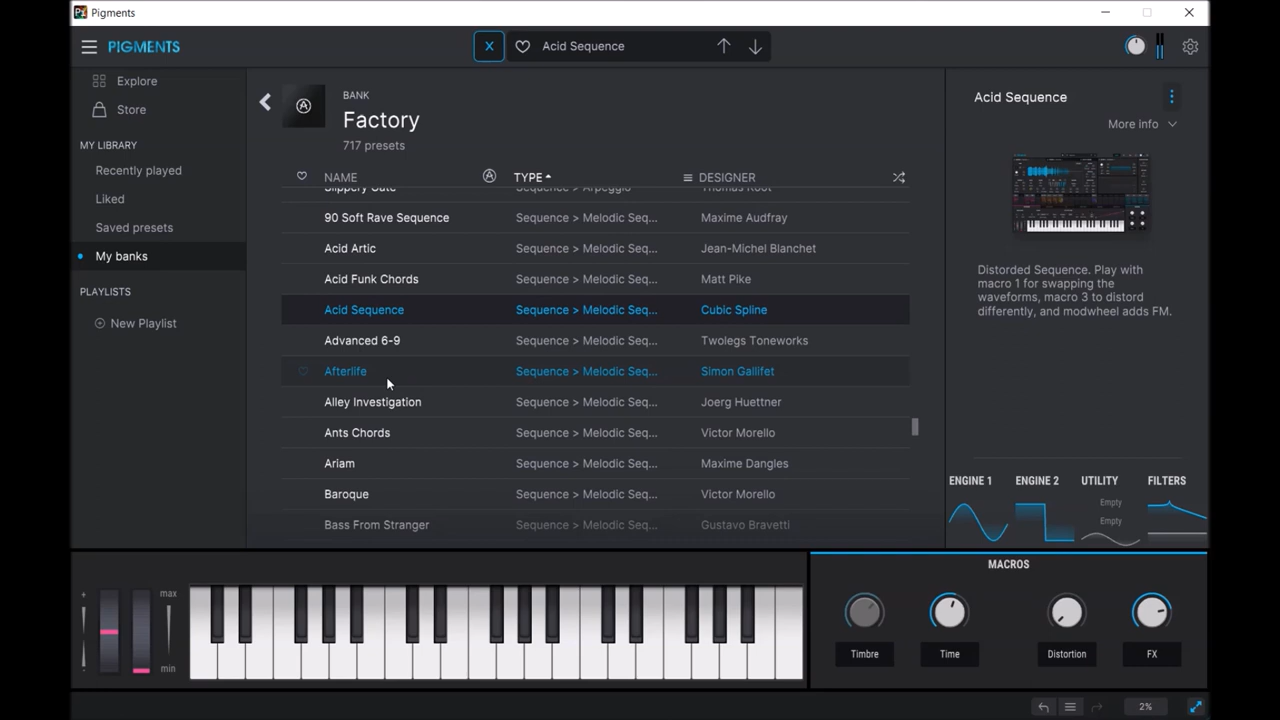 Pigments
PIGMENTS
X
Acid Sequence
Explore
Store
MY LIBRARY
Recently played
Liked
Saved presets
My banks
PLAYLISTS
New Playlist
BANK
Factory
717 presets
NAME TYPE DESIGNER
Slippery Gate Sequence > Arpeggio Thomas Koot
90 Soft Rave Sequence Sequence > Melodic Seq... Maxime Audfray
Acid Artic Sequence > Melodic Seq... Jean-Michel Blanchet
Acid Funk Chords Sequence > Melodic Seq... Matt Pike
Acid Sequence Sequence > Melodic Seq... Cubic Spline
Advanced 6-9 Sequence > Melodic Seq... Twolegs Toneworks
Afterlife Sequence > Melodic Seq... Simon Gallifet
Alley Investigation Sequence > Melodic Seq... Joerg Huettner
Ants Chords Sequence > Melodic Seq... Victor Morello
Ariam Sequence > Melodic Seq... Maxime Dangles
Baroque Sequence > Melodic Seq... Victor Morello
Bass From Stranger Sequence > Melodic Seq... Gustavo Bravetti
Acid Sequence
More info
Distorted Sequence. Play with
macro 1 for swapping the
waveforms, macro 3 to distort
differently, and modwheel adds FM.
ENGINE 1 ENGINE 2 UTILITY FILTERS
Empty
Empty
MACROS
+ max
- min
Timbre Time Distortion FX
2%